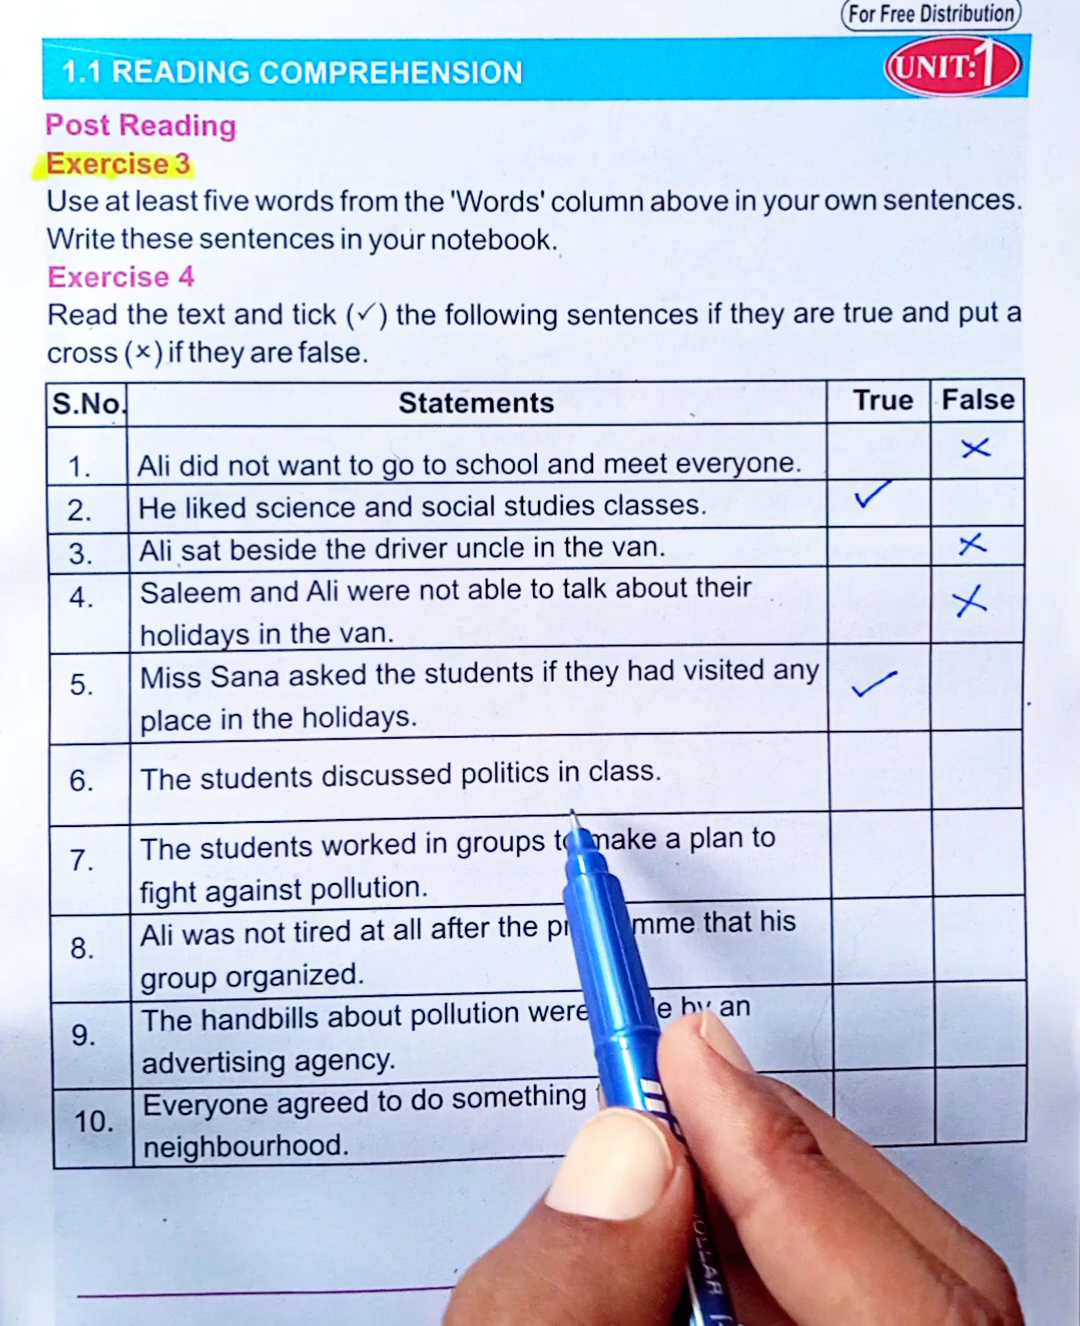 (For Free Distribution)
1.1 READING COMPREHENSION
UNIT: 1
Post Reading
Exercise 3
Use at least five words from the 'Words' column above in your own sentences.
Write these sentences in your notebook.
Exercise 4
Read the text and tick (✓) the following sentences if they are true and put a
cross (×) if they are false.
S.No. Statements True False
1. Ali did not want to go to school and meet everyone. ×
2. He liked science and social studies classes. ✓
3. Ali sat beside the driver uncle in the van. ×
4. Saleem and Ali were not able to talk about their
holidays in the van. ×
5. Miss Sana asked the students if they had visited any ✓
place in the holidays.
6. The students discussed politics in class.
7. The students worked in groups to make a plan to
fight against pollution.
8. Ali was not tired at all after the that his
group organized.
9. The handbills about pollution were by an
advertising agency.
10. Everyone agreed to do something
neighbourhood.